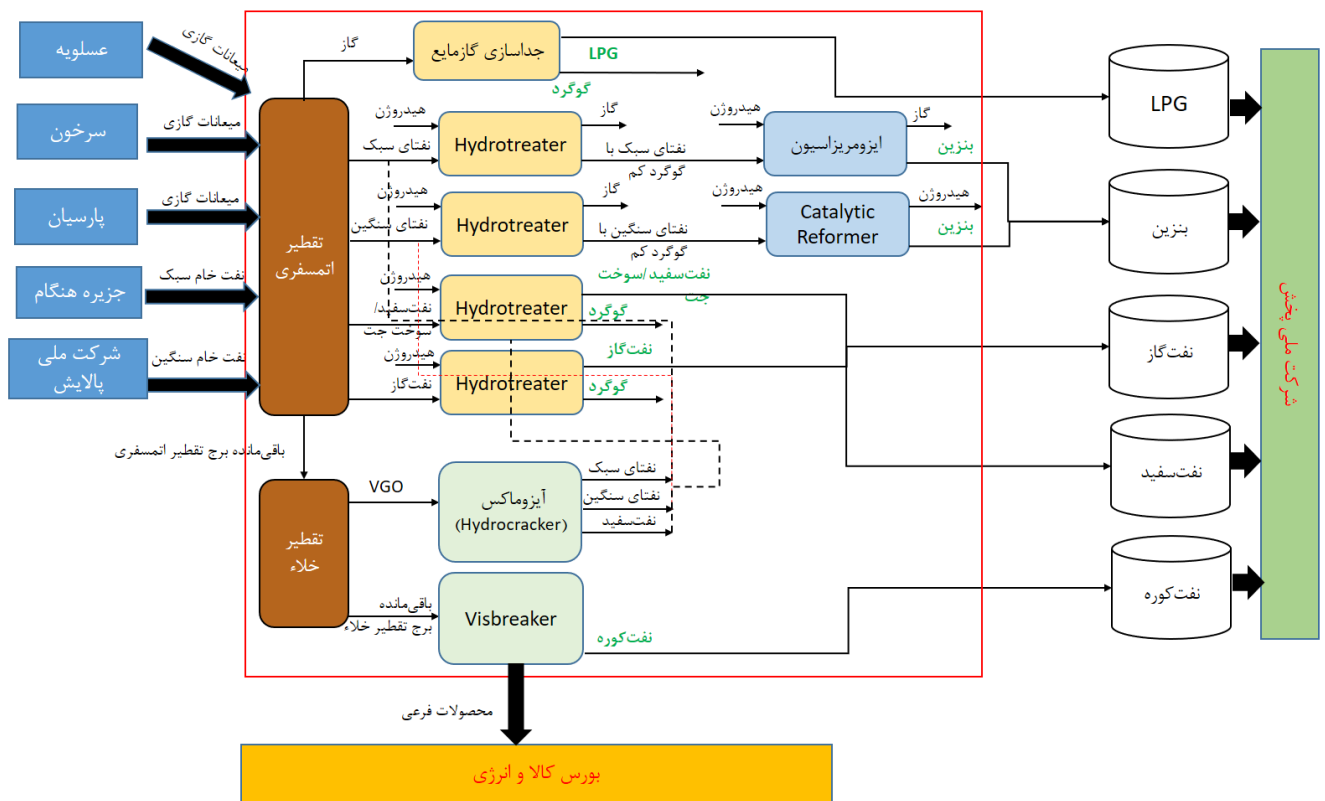 عسلویه
سرخون
پارسیان
جزیره هنگام
شرکت ملی
پالایش
میعانات گازی
میعانات گازی
میعانات گازی
نفت خام سبک
نفت خام سنگین
تقطیر
اتمسفری
گاز
جداسازی گازمایع
LPG
گوگرد
هیدروژن
نفتای سبک
Hydrotreater
گاز
نفتای سبک با
گوگرد کم
هیدروژن
ایزومریزاسیون
گاز
بنزین
هیدروژن
نفتای سنگین
Hydrotreater
گاز
نفتای سنگین با
گوگرد کم
هیدروژن
Catalytic
Reformer
هیدروژن
بنزین
هیدروژن
نفت‌سفید/
سوخت جت
Hydrotreater
نفت‌سفید/سوخت
جت
گوگرد
هیدروژن
نفت‌گاز
Hydrotreater
نفت‌گاز
گوگرد
باقی‌مانده برج تقطیر اتمسفری
تقطیر
خلاء
VGO
آیزوماکس
(Hydrocracker)
نفتای سبک
نفتای سنگین
نفت‌سفید
باقی‌مانده
برج تقطیر خلاء
Visbreaker
نفت‌کوره
محصولات فرعی
بورس کالا و انرژی
LPG
بنزین
نفت‌گاز
نفت‌سفید
نفت‌کوره
شرکت ملی پخش